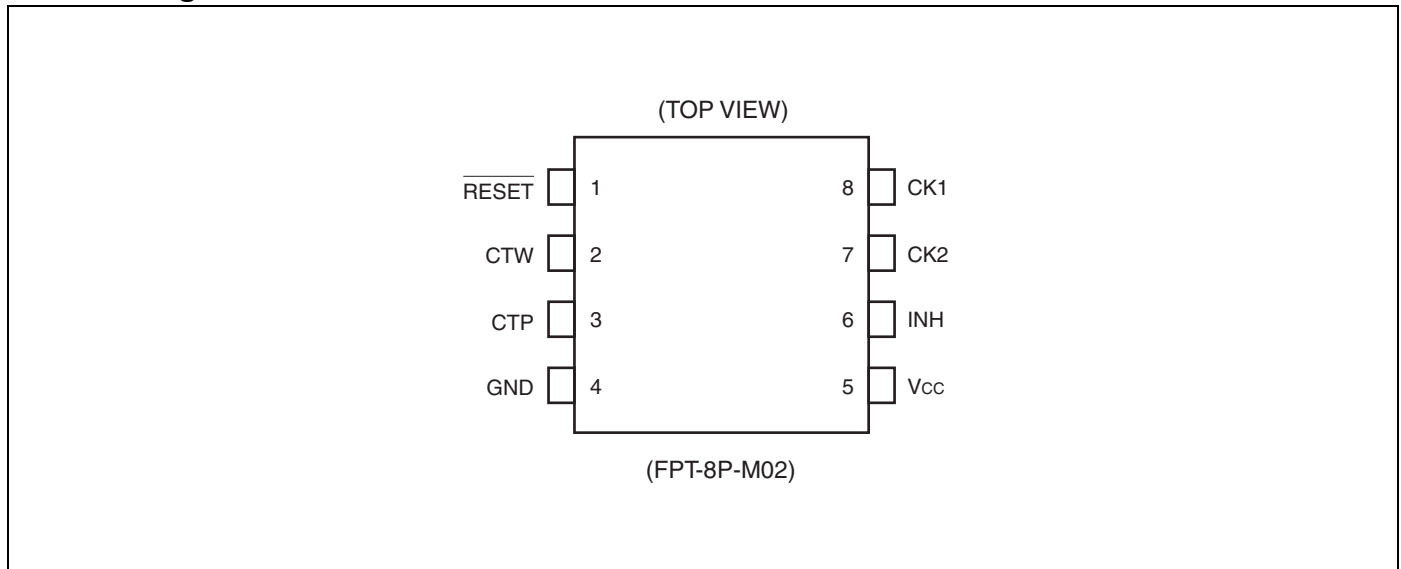 (TOP VIEW)
RESET 1 8 CK1
CTW 2 7 CK2
CTP 3 6 INH
GND 4 5 VCC
(FPT-8P-M02)